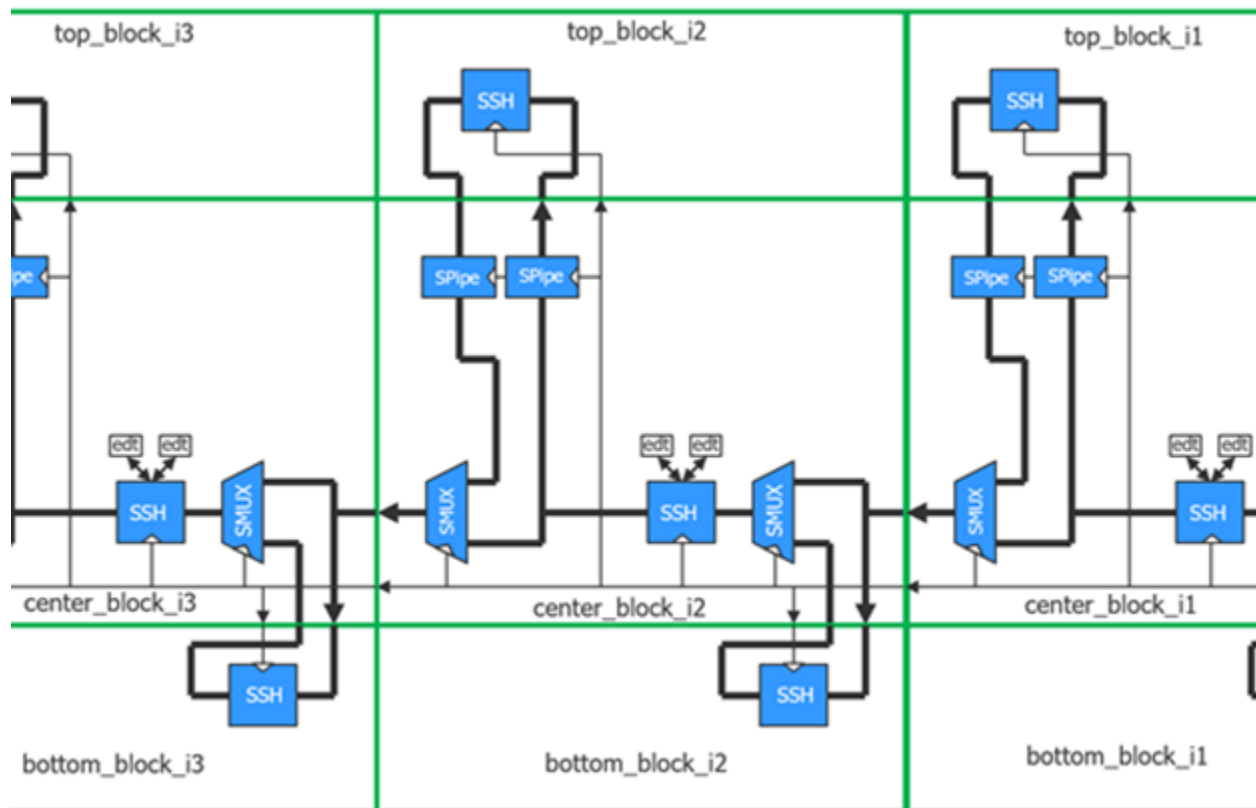 top_block_i3
top_block_i2
top_block_i1
SSH
SSH
pe
SPipe
SPipe
SPipe
SPipe
edt
edt
edt
edt
edt
edt
SSH
SMUX
SMUX
SSH
SMUX
SMUX
SSH
center_block_i3
center_block_i2
center_block_i1
SSH
SSH
bottom_block_i3
bottom_block_i2
bottom_block_i1